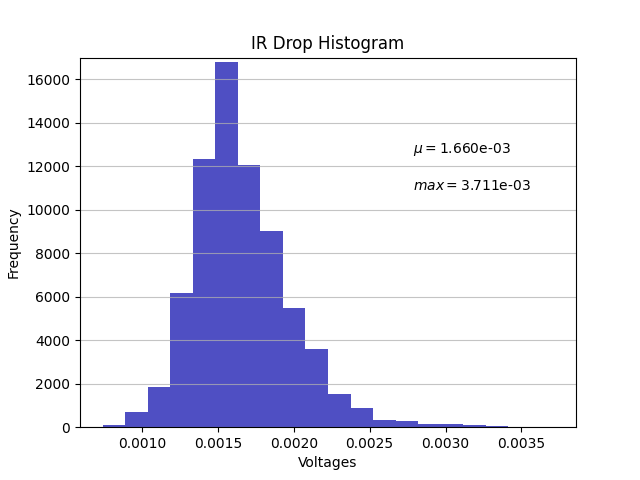 IR Drop Histogram
16000
14000
12000
10000
8000
6000
4000
2000
0
Frequency
μ = 1.660e-03
max = 3.711e-03
0.0010 0.0015 0.0020 0.0025 0.0030 0.0035
Voltages